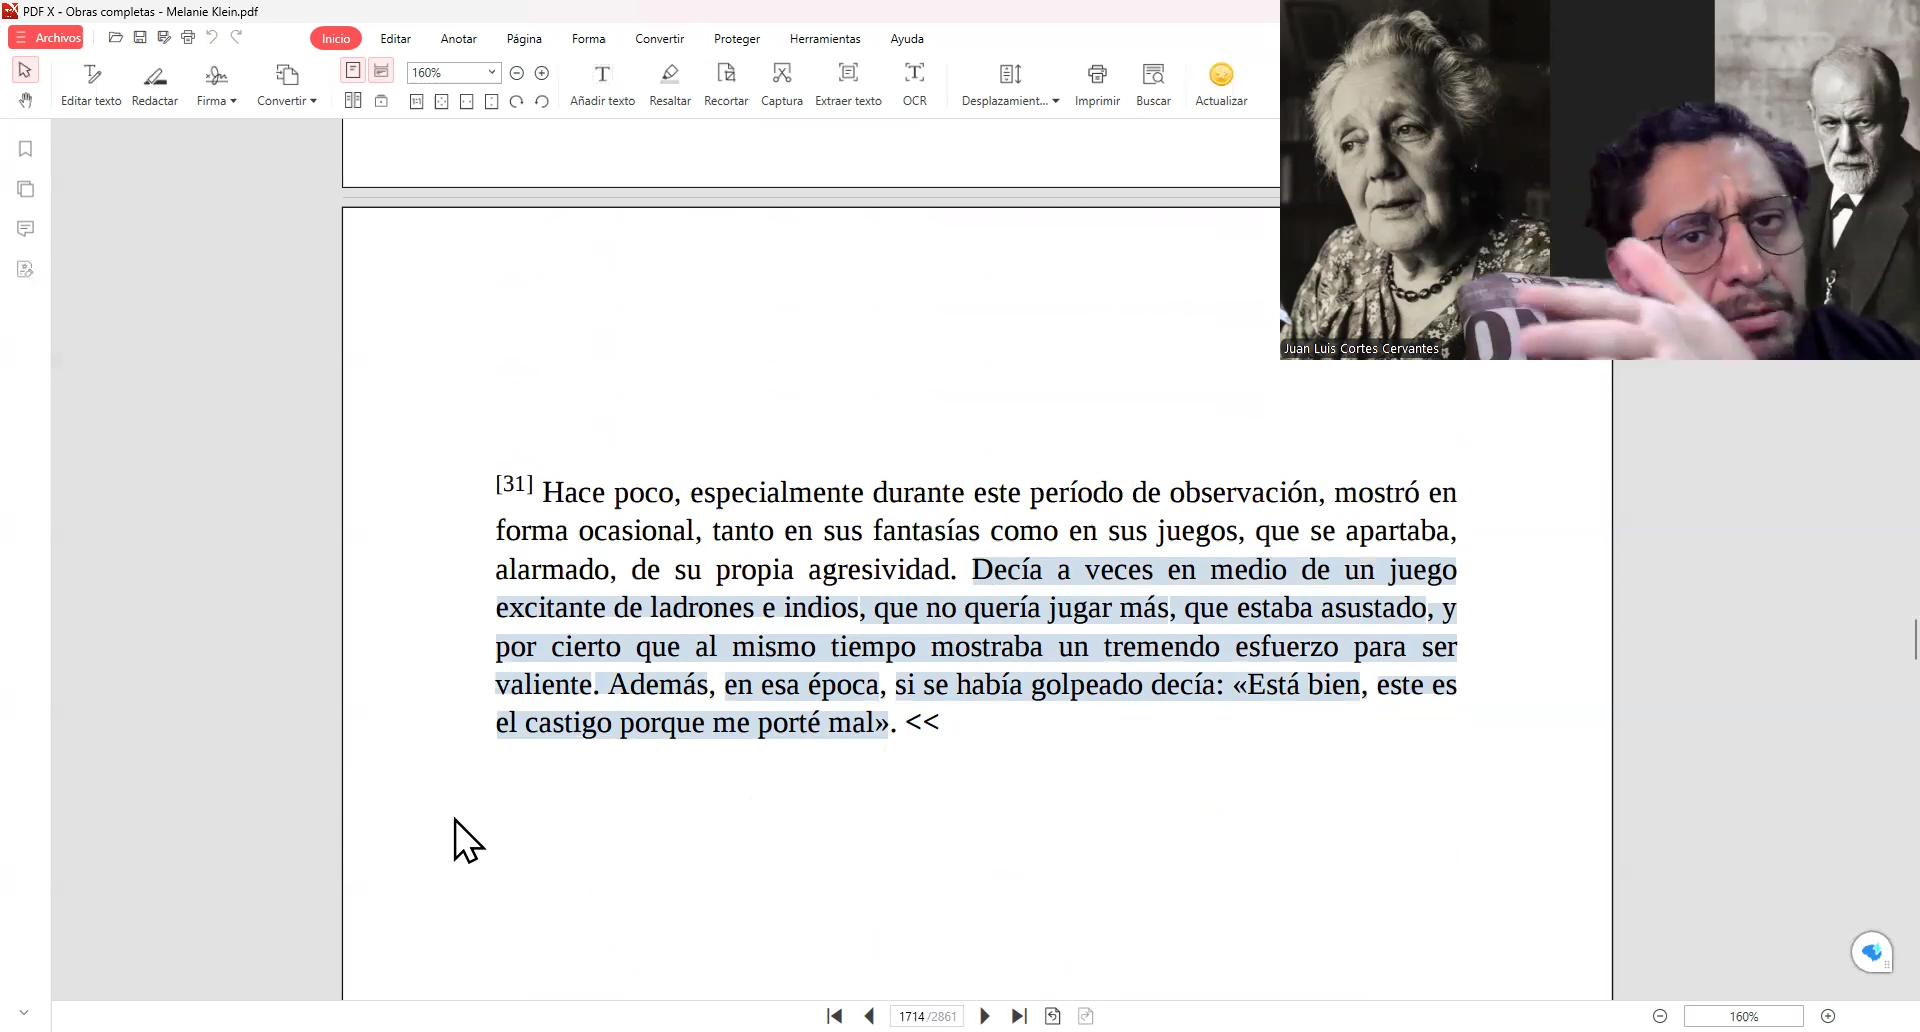 PDF X - Obras completas - Melanie Klein.pdf
Archivos
Inicio
Editar
Anotar
Página
Forma
Convertir
Proteger
Herramientas
Ayuda
160%
Editar texto
Redactar
Firma
Convertir
Añadir texto
Resaltar
Recortar
Captura
Extraer texto
OCR
Desplazamient...
Imprimir
Buscar
Actualizar
Juan Luis Cortes Cervantes
[31] Hace poco, especialmente durante este período de observación, mostró en
forma ocasional, tanto en sus fantasías como en sus juegos, que se apartaba,
alarmado, de su propia agresividad. Decía a veces en medio de un juego
excitante de ladrones e indios, que no quería jugar más, que estaba asustado, y
por cierto que al mismo tiempo mostraba un tremendo esfuerzo para ser
valiente. Además, en esa época, si se había golpeado decía: «Está bien, este es
el castigo porque me porté mal». <<
1714 /2861
160%